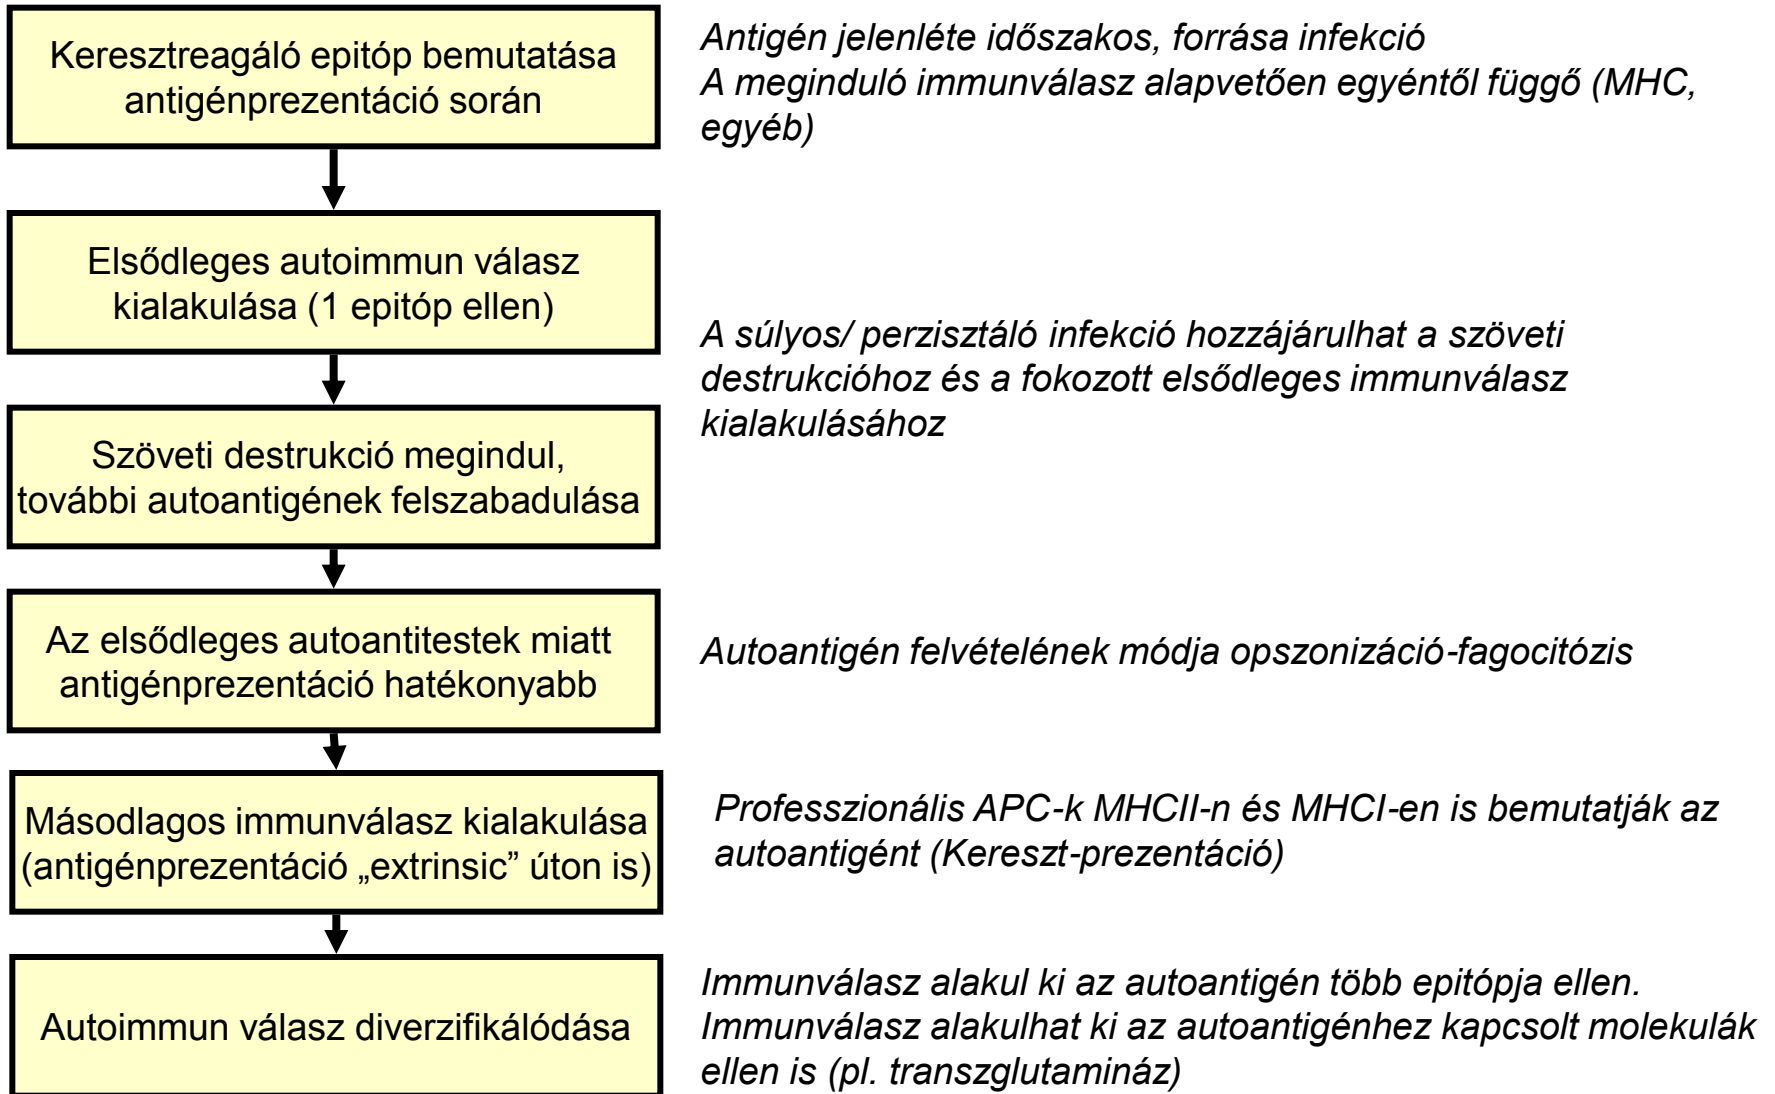 Keresztreagáló epitóp bemutatása
antigénprezentáció során
Antigén jelenléte időszakos, forrása infekció
A meginduló immunválasz alapvetően egyéntől függő (MHC,
egyéb)
Elsődleges autoimmun válasz
kialakulása (1 epitóp ellen)
A súlyos/ perzisztáló infekció hozzájárulhat a szöveti
destrukcióhoz és a fokozott elsődleges immunválasz
kialakulásához
Szöveti destrukció megindul,
további autoantigének felszabadulása
Az elsődleges autoantitestek miatt
antigénprezentáció hatékonyabb
Autoantigén felvételének módja opszonizáció-fagocitózis
Másodlagos immunválasz kialakulása
(antigénprezentáció „extrinsic” úton is)
Professzionális APC-k MHCII-n és MHCI-en is bemutatják az
autoantigént (Kereszt-prezentáció)
Autoimmun válasz diverzifikálódása
Immunválasz alakul ki az autoantigén több epitópja ellen.
Immunválasz alakulhat ki az autoantigénhez kapcsolt molekulák
ellen is (pl. transzglutamináz)